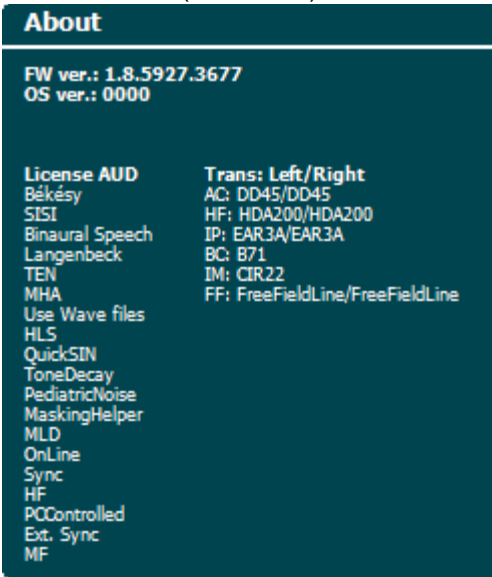 About
FW ver.: 1.8.5927.3677
OS ver.: 0000
License AUD
Békésy
SISI
Binaural Speech
Langenbeck
TEN
MHA
Use Wave files
HLS
QuickSIN
ToneDecay
PediatricNoise
MaskingHelper
MLD
OnLine
Sync
HF
PCControlled
Ext. Sync
MF
Trans: Left/Right
AC: DD45/DD45
HF: HDA200/HDA200
IP: EAR3A/EAR3A
BC: B71
IM: CIR22
FF: FreeFieldLine/FreeFieldLine